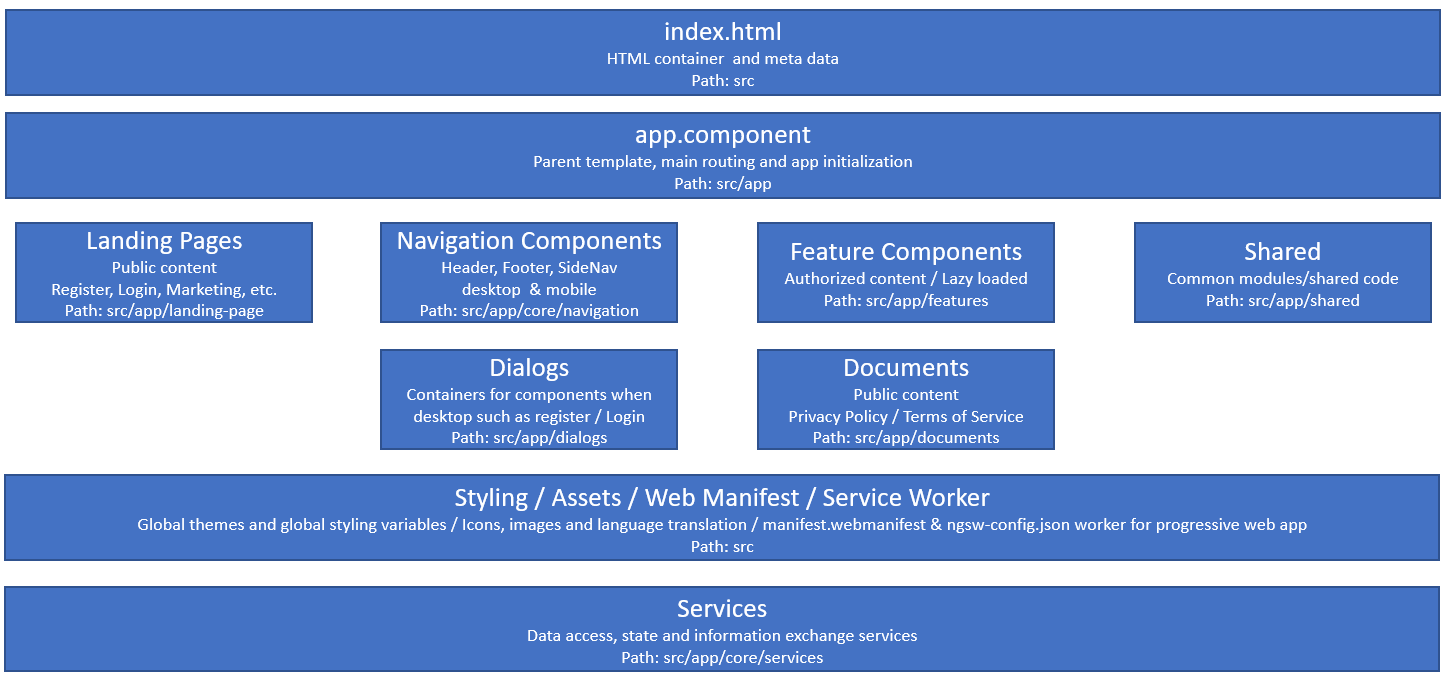 index.html
HTML container  and meta data
Path: src
app.component
Parent template, main routing and app initialization
Path: src/app
Landing Pages
Public content
Register, Login, Marketing, etc.
Path: src/app/landing-page
Navigation Components
Header, Footer, SideNav
desktop  & mobile
Path: src/app/core/navigation
Feature Components
Authorized content / Lazy loaded
Path: src/app/features
Shared
Common modules/shared code
Path: src/app/shared
Dialogs
Containers for components when
desktop such as register / Login
Path: src/app/dialogs
Documents
Public content
Privacy Policy / Terms of Service
Path: src/app/documents
Styling / Assets / Web Manifest / Service Worker
Global themes and global styling variables / Icons, images and language translation / manifest.webmanifest & ngsw-config.json worker for progressive web app
Path: src
Services
Data access, state and information exchange services
Path: src/app/core/services